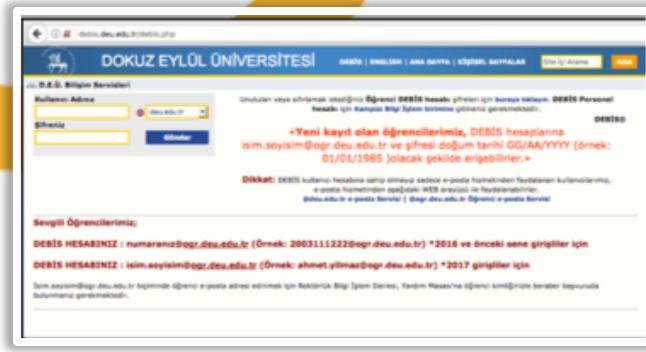 debis.deu.edu.tr/debis.php
DOKUZ EYLÜL ÜNİVERSİTESİ
DEBİS | ENGLISH | ANA SAYFA | KİŞİSEL SAYFALAR
Site İçi Arama
ARA
D.E.Ü. Bilişim Servisleri
Kullanıcı Adınız
@ deu.edu.tr
Şifreniz
Gönder
Unutulan veya sıfırlamak istediğiniz Öğrenci DEBİS hesabı şifreleri için buraya tıklayın. DEBİS Personel
hesabı için Kampüs Bilgi İşlem birimine gitmeniz gerekmektedir.
DEBİS©
«Yeni kayıt olan öğrencilerimiz, DEBİS hesaplarına
isim.soyisim@ogr.deu.edu.tr ve şifresi doğum tarihi GG/AA/YYYY (örnek:
01/01/1985 )olacak şekilde erişebilirler.»
Dikkat: DEBİS kullanıcı hesabına sahip olmayıp sadece e-posta hizmetinden faydalanan kullanıcılarımız,
e-posta hizmetinden aşağıdaki WEB arayüzü ile faydalanabilirler.
@deu.edu.tr e-posta Servisi | @ogr.deu.edu.tr Öğrenci e-posta Servisi
Sevgili Öğrencilerimiz;
DEBİS HESABINIZ : numaranız@ogr.deu.edu.tr (Örnek: 2003111222@ogr.deu.edu.tr) *2016 ve önceki sene girişliler için
DEBİS HESABINIZ : isim.soyisim@ogr.deu.edu.tr (Örnek: ahmet.yilmaz@ogr.deu.edu.tr) *2017 girişliler için
İsim.soyisim@ogr.deu.edu.tr biçiminde öğrenci e-posta adresi edinmek için Rektörlük Bilgi İşlem Dairesi, Yardım Masası'na öğrenci kimliğinizle beraber başvuruda
bulunmanız gerekmektedir.